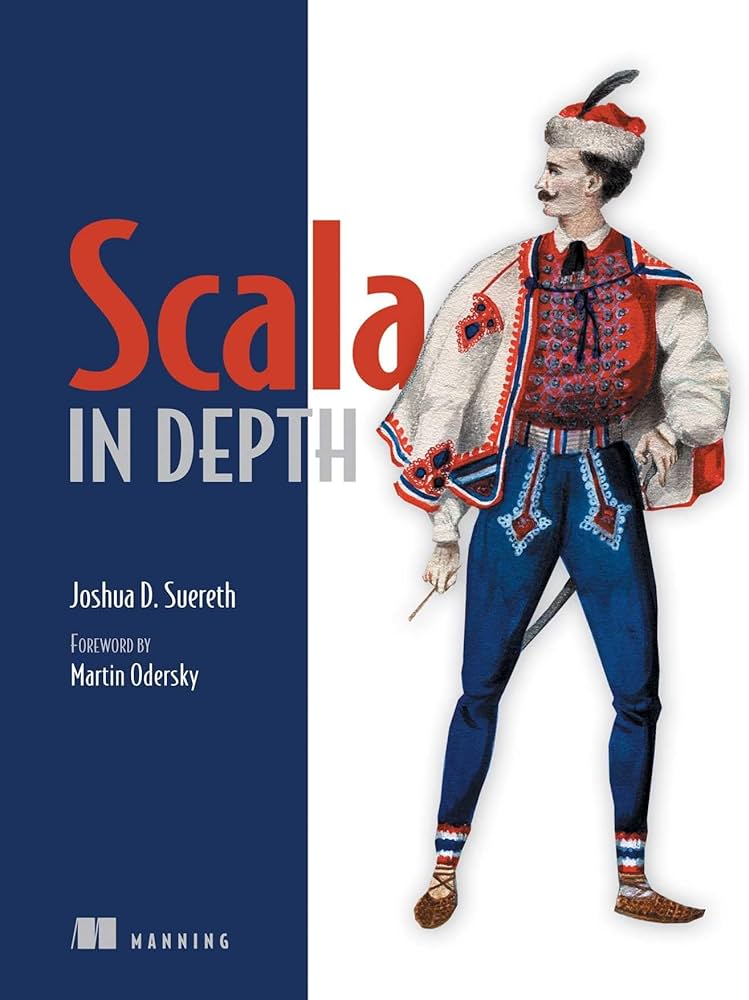 Scala
IN DEPTH
Joshua D. Suereth
FOREWORD BY
Martin Odersky
MANNING